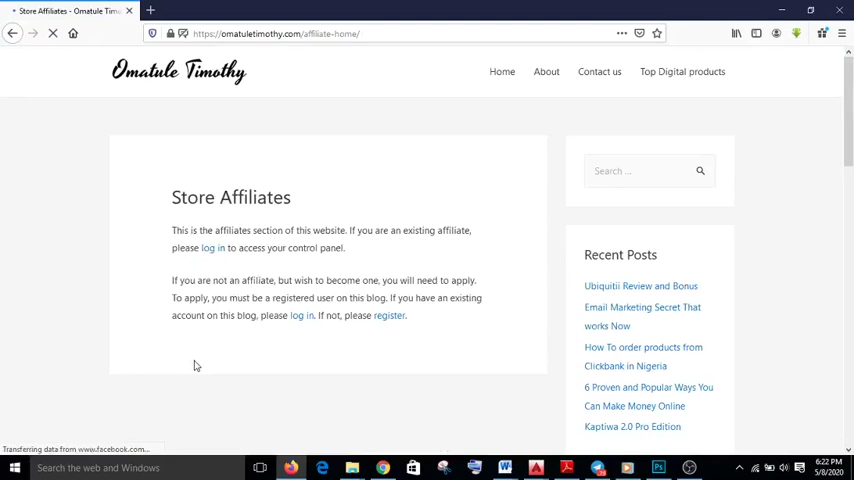 Store Affiliates - Omatule Timo
https://omatuletimothy.com/affiliate-home/
Omatule Timothy
Home About Contact us Top Digital products
Store Affiliates
This is the affiliates section of this website. If you are an existing affiliate,
please log in to access your control panel.
If you are not an affiliate, but wish to become one, you will need to apply.
To apply, you must be a registered user on this blog. If you have an existing
account on this blog, please log in. If not, please register.
Search ...
Recent Posts
Ubiquitii Review and Bonus
Email Marketing Secret That
works Now
How To order products from
Clickbank in Nigeria
6 Proven and Popular Ways You
Can Make Money Online
Kaptiwa 2.0 Pro Edition
Transferring data from www.facebook.com...
Search the web and Windows
6:22 PM
5/8/2020